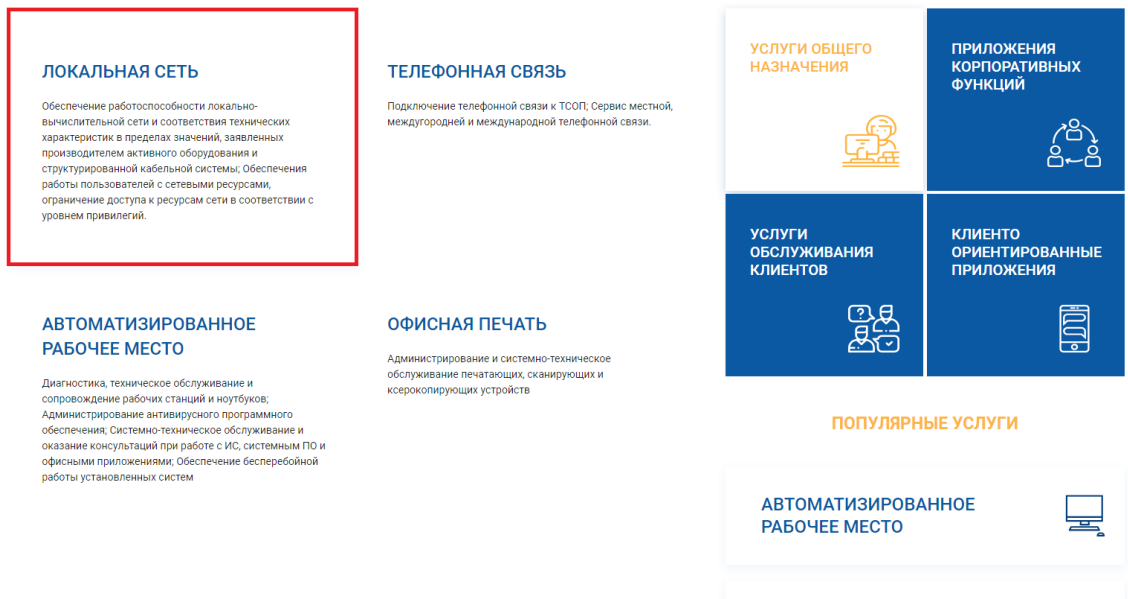 ЛОКАЛЬНАЯ СЕТЬ
Обеспечение работоспособности локально-
вычислительной сети и соответствия технических
характеристик в пределах значений, заявленных
производителем активного оборудования и
структурированной кабельной системы; Обеспечения
работы пользователей с сетевыми ресурсами,
ограничение доступа к ресурсам сети в соответствии с
уровнем привилегий.
ТЕЛЕФОННАЯ СВЯЗЬ
Подключение телефонной связи к ТСОП; Сервис местной,
междугородней и международной телефонной связи.
АВТОМАТИЗИРОВАННОЕ
РАБОЧЕЕ МЕСТО
Диагностика, техническое обслуживание и
сопровождение рабочих станций и ноутбуков;
Администрирование антивирусного программного
обеспечения; Системно-техническое обслуживание и
оказание консультаций при работе с ИС, системным ПО и
офисными приложениями; Обеспечение бесперебойной
работы установленных систем
ОФИСНАЯ ПЕЧАТЬ
Администрирование и системно-техническое
обслуживание печатающих, сканирующих и
ксерокопирующих устройств
УСЛУГИ ОБЩЕГО
НАЗНАЧЕНИЯ
ПРИЛОЖЕНИЯ
КОРПОРАТИВНЫХ
ФУНКЦИЙ
УСЛУГИ
ОБСЛУЖИВАНИЯ
КЛИЕНТОВ
КЛИЕНТО
ОРИЕНТИРОВАННЫЕ
ПРИЛОЖЕНИЯ
ПОПУЛЯРНЫЕ УСЛУГИ
АВТОМАТИЗИРОВАННОЕ
РАБОЧЕЕ МЕСТО